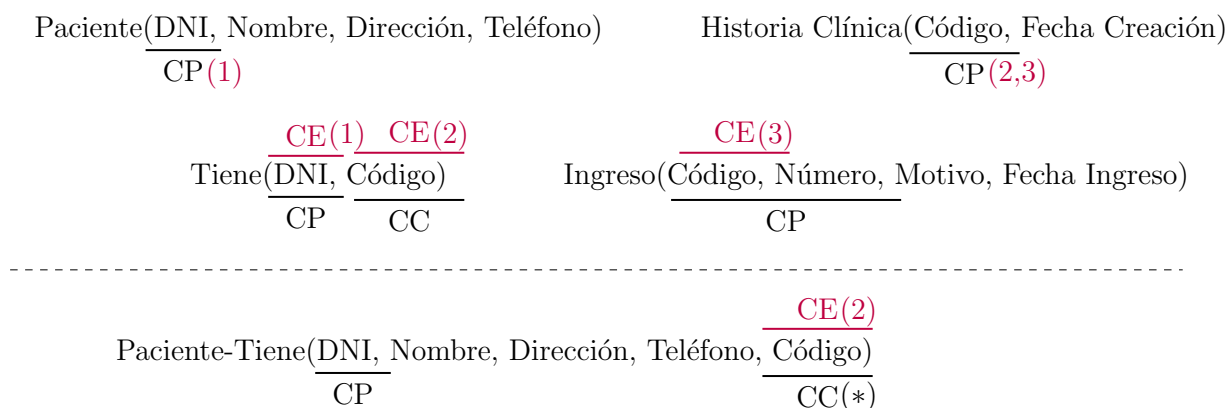 Paciente(DNI, Nombre, Dirección, Teléfono) Historia Clínica(Código, Fecha Creación)
CP(1) CP(2,3)
CE(1) CE(2) CE(3)
Tiene(DNI, Código) Ingreso(Código, Número, Motivo, Fecha Ingreso)
CP CC CP
CE(2)
Paciente-Tiene(DNI, Nombre, Dirección, Teléfono, Código)
CP CC(*)